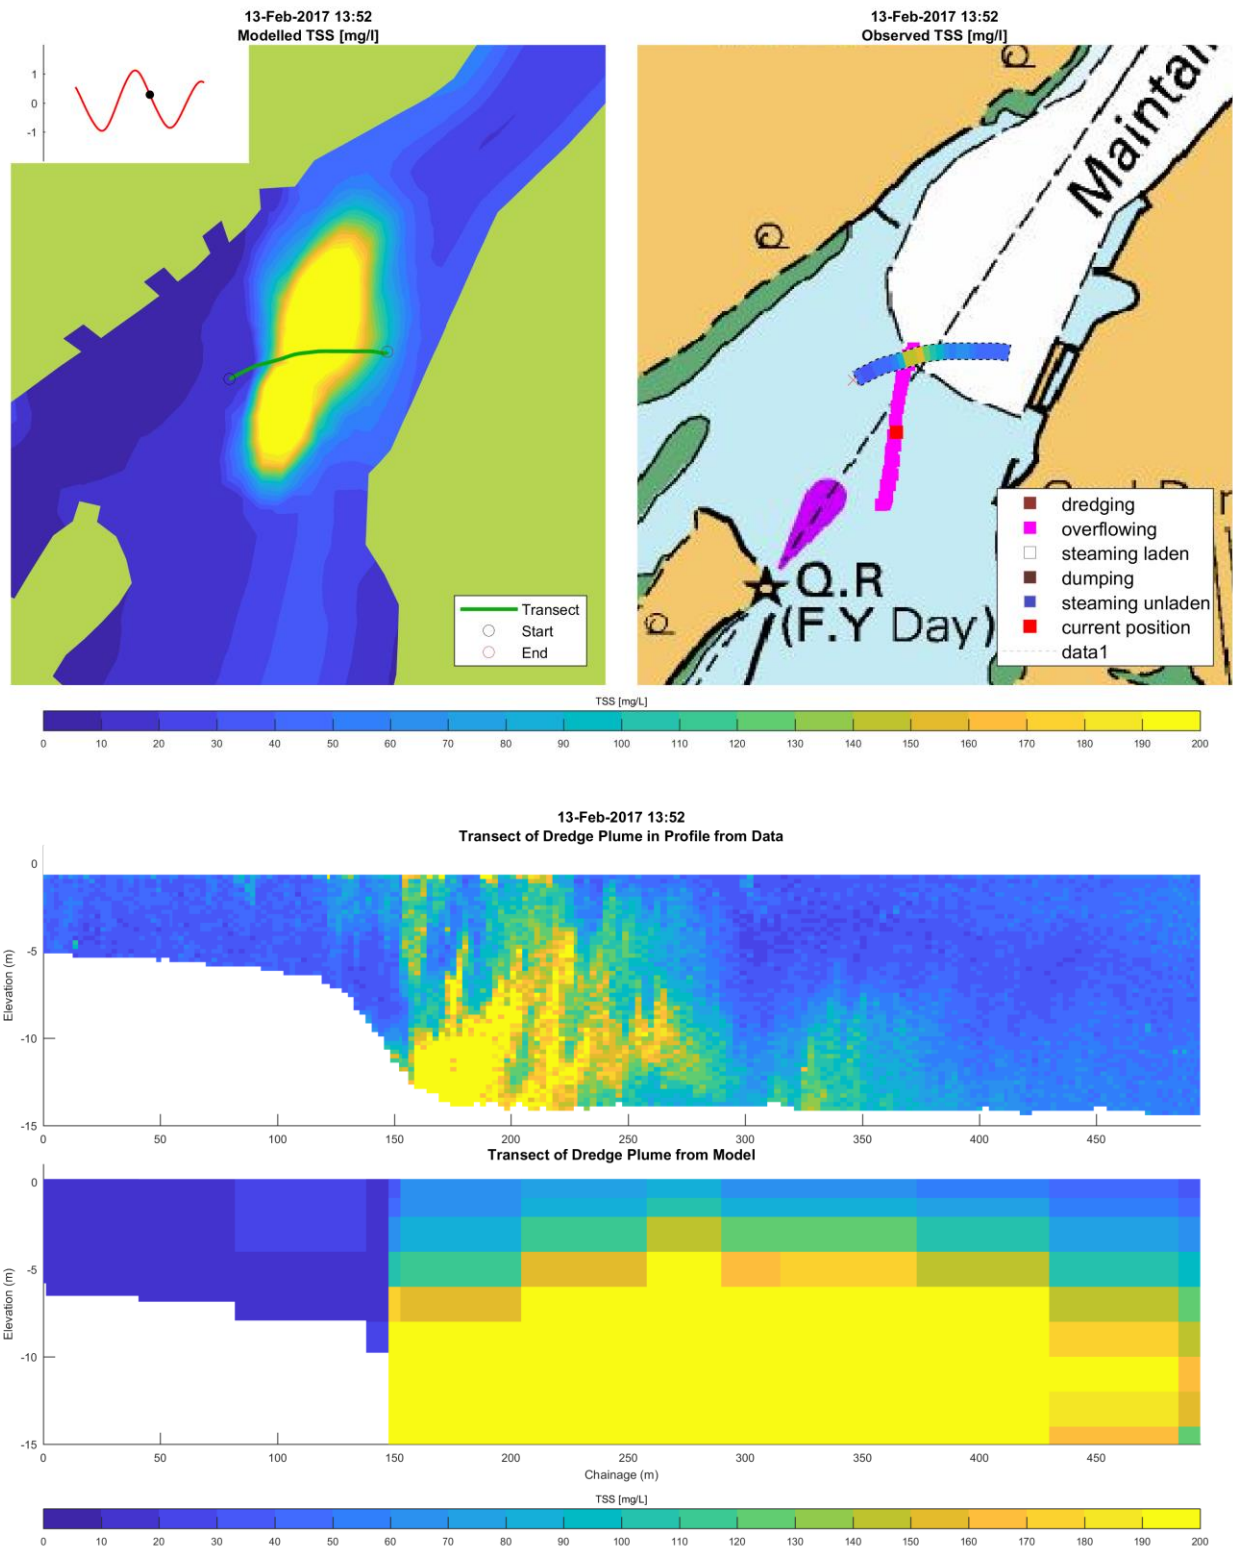 13-Feb-2017 13:52
Modelled TSS [mg/l]
1
0
-1
Transect
Start
End
13-Feb-2017 13:52
Observed TSS [mg/l]
Maintai
Q.R
(F.Y Day)
dredging
overflowing
steaming laden
dumping
steaming unladen
current position
data1
TSS [mg/L]
0 10 20 30 40 50 60 70 80 90 100 110 120 130 140 150 160 170 180 190 200
13-Feb-2017 13:52
Transect of Dredge Plume in Profile from Data
Elevation (m)
0
-5
-10
-15
0 50 100 150 200 250 300 350 400 450
Transect of Dredge Plume from Model
Elevation (m)
0
-5
-10
-15
0 50 100 150 200 250 300 350 400 450
Chainage (m)
TSS [mg/L]
0 10 20 30 40 50 60 70 80 90 100 110 120 130 140 150 160 170 180 190 200